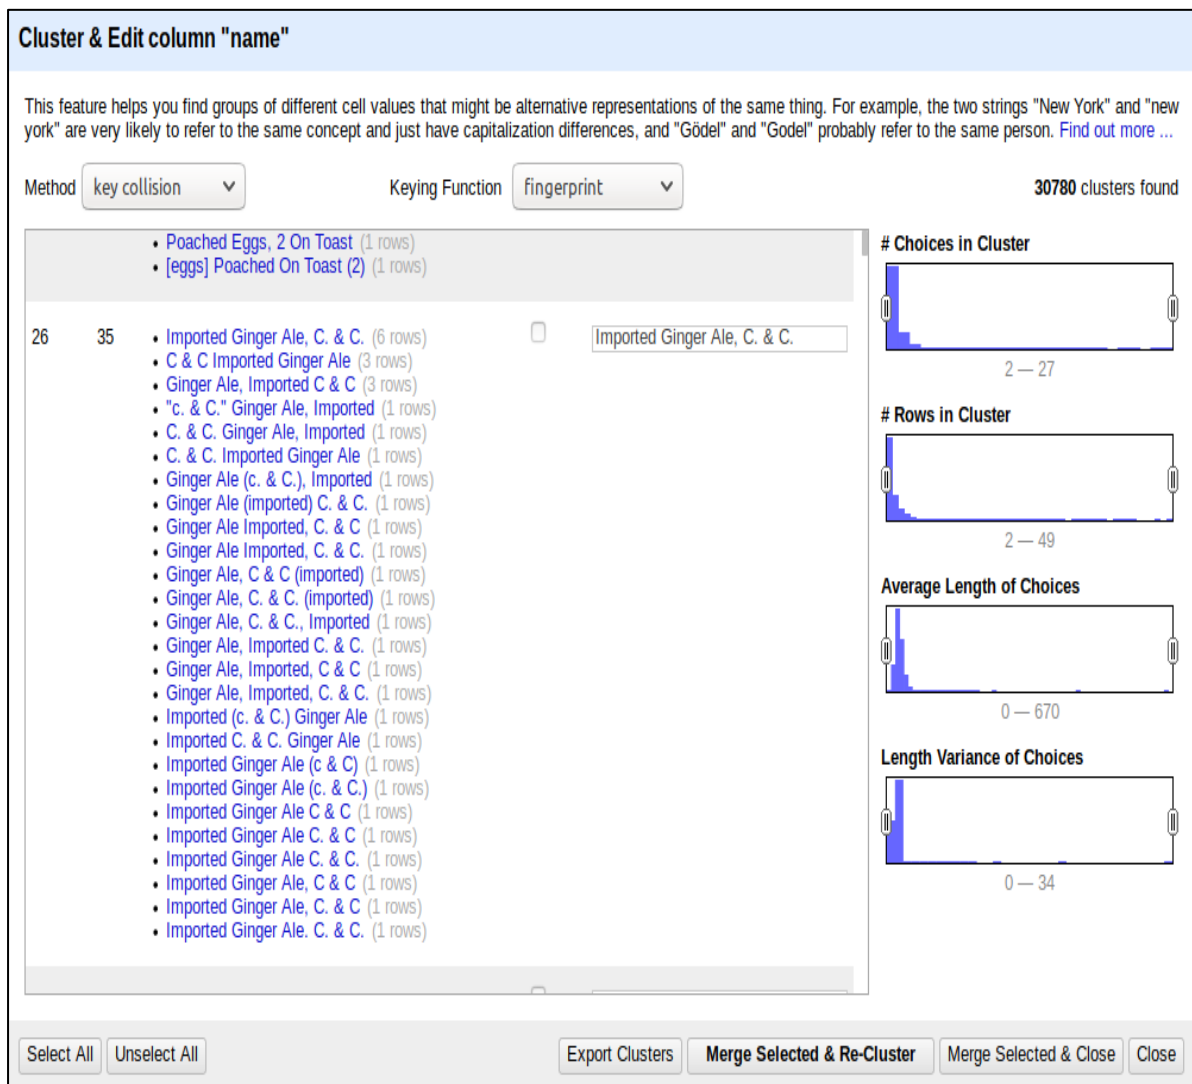 Cluster & Edit column "name"
This feature helps you find groups of different cell values that might be alternative representations of the same thing. For example, the two strings "New York" and "new
york" are very likely to refer to the same concept and just have capitalization differences, and "Gödel" and "Godel" probably refer to the same person. Find out more ...
Method key collision Keying Function fingerprint 30780 clusters found
• Poached Eggs, 2 On Toast (1 rows)
• [eggs] Poached On Toast (2) (1 rows)
26 35 • Imported Ginger Ale, C. & C. (6 rows) Imported Ginger Ale, C. & C.
• C & C Imported Ginger Ale (3 rows)
• Ginger Ale, Imported C & C (3 rows)
• "c. & C." Ginger Ale, Imported (1 rows)
• C. & C. Ginger Ale, Imported (1 rows)
• C. & C. Imported Ginger Ale (1 rows)
• Ginger Ale (c. & C.), Imported (1 rows)
• Ginger Ale (imported) C. & C. (1 rows)
• Ginger Ale Imported, C. & C (1 rows)
• Ginger Ale Imported, C. & C. (1 rows)
• Ginger Ale, C & C (imported) (1 rows)
• Ginger Ale, C. & C. (imported) (1 rows)
• Ginger Ale, C. & C., Imported (1 rows)
• Ginger Ale, Imported C. & C. (1 rows)
• Ginger Ale, Imported, C & C (1 rows)
• Ginger Ale, Imported, C. & C. (1 rows)
• Imported (c. & C.) Ginger Ale (1 rows)
• Imported C. & C. Ginger Ale (1 rows)
• Imported Ginger Ale (c & C) (1 rows)
• Imported Ginger Ale (c. & C.) (1 rows)
• Imported Ginger Ale C & C (1 rows)
• Imported Ginger Ale C. & C (1 rows)
• Imported Ginger Ale C. & C. (1 rows)
• Imported Ginger Ale, C & C (1 rows)
• Imported Ginger Ale, C. & C (1 rows)
• Imported Ginger Ale. C. & C. (1 rows)
# Choices in Cluster
2 — 27
# Rows in Cluster
2 — 49
Average Length of Choices
0 — 670
Length Variance of Choices
0 — 34
Select All Unselect All Export Clusters Merge Selected & Re-Cluster Merge Selected & Close Close